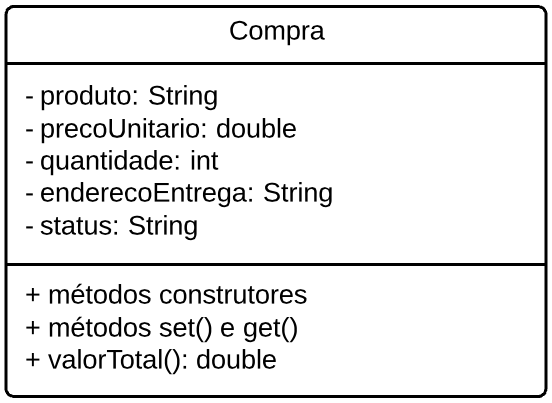 Compra
- produto: String
- precoUnitario: double
- quantidade: int
- enderecoEntrega: String
- status: String
+ métodos construtores
+ métodos set() e get()
+ valorTotal(): double